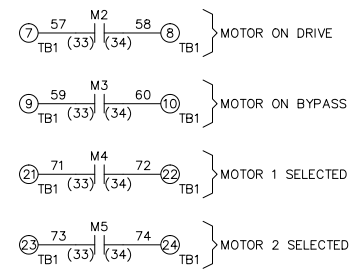 M2
7 57 58 8 MOTOR ON DRIVE
TB1 (33) (34) TB1
M3
9 59 60 10 MOTOR ON BYPASS
TB1 (33) (34) TB1
M4
21 71 72 22 MOTOR 1 SELECTED
TB1 (33) (34) TB1
M5
23 73 74 24 MOTOR 2 SELECTED
TB1 (33) (34) TB1